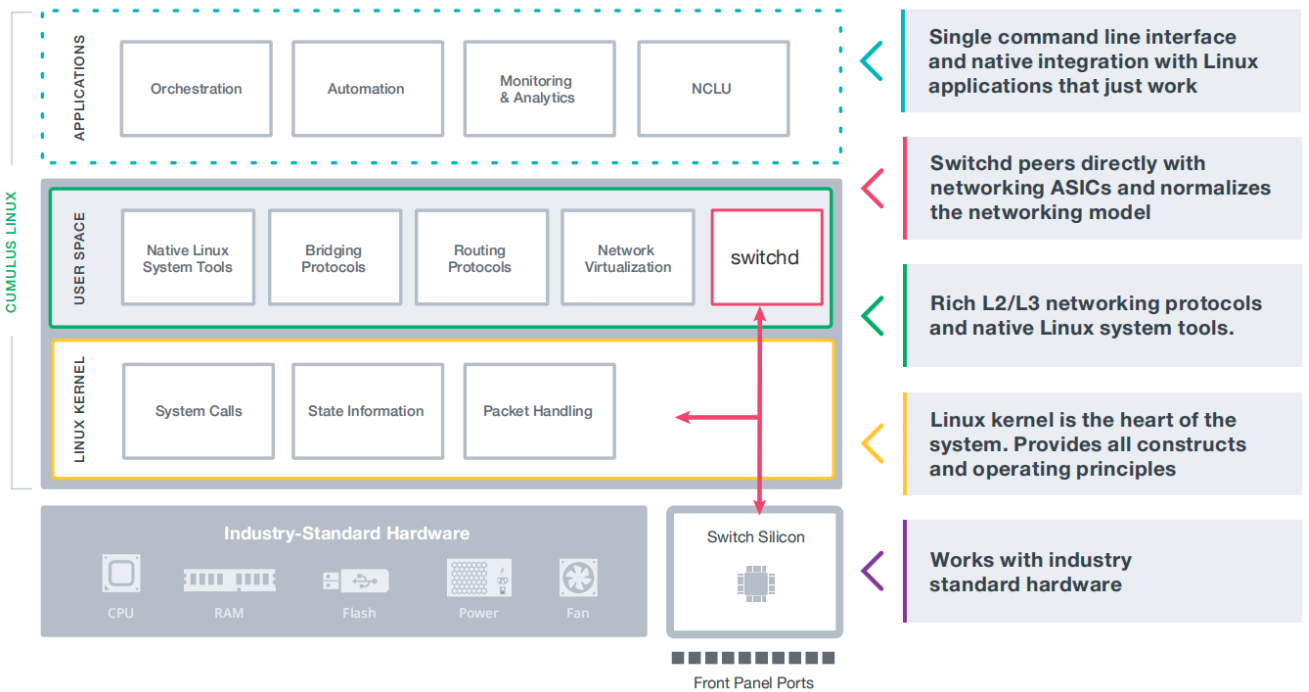 CUMULUS LINUX
APPLICATIONS
Orchestration
Automation
Monitoring
& Analytics
NCLU
Single command line interface
and native integration with Linux
applications that just work
USER SPACE
Native Linux
System Tools
Bridging
Protocols
Routing
Protocols
Network
Virtualization
switchd
Switchd peers directly with
networking ASICs and normalizes
the networking model
Rich L2/L3 networking protocols
and native Linux system tools.
LINUX KERNEL
System Calls
State Information
Packet Handling
Linux kernel is the heart of the
system. Provides all constructs
and operating principles
Industry-Standard Hardware
CPU
RAM
Flash
Power
Fan
Switch Silicon
Front Panel Ports
Works with industry
standard hardware